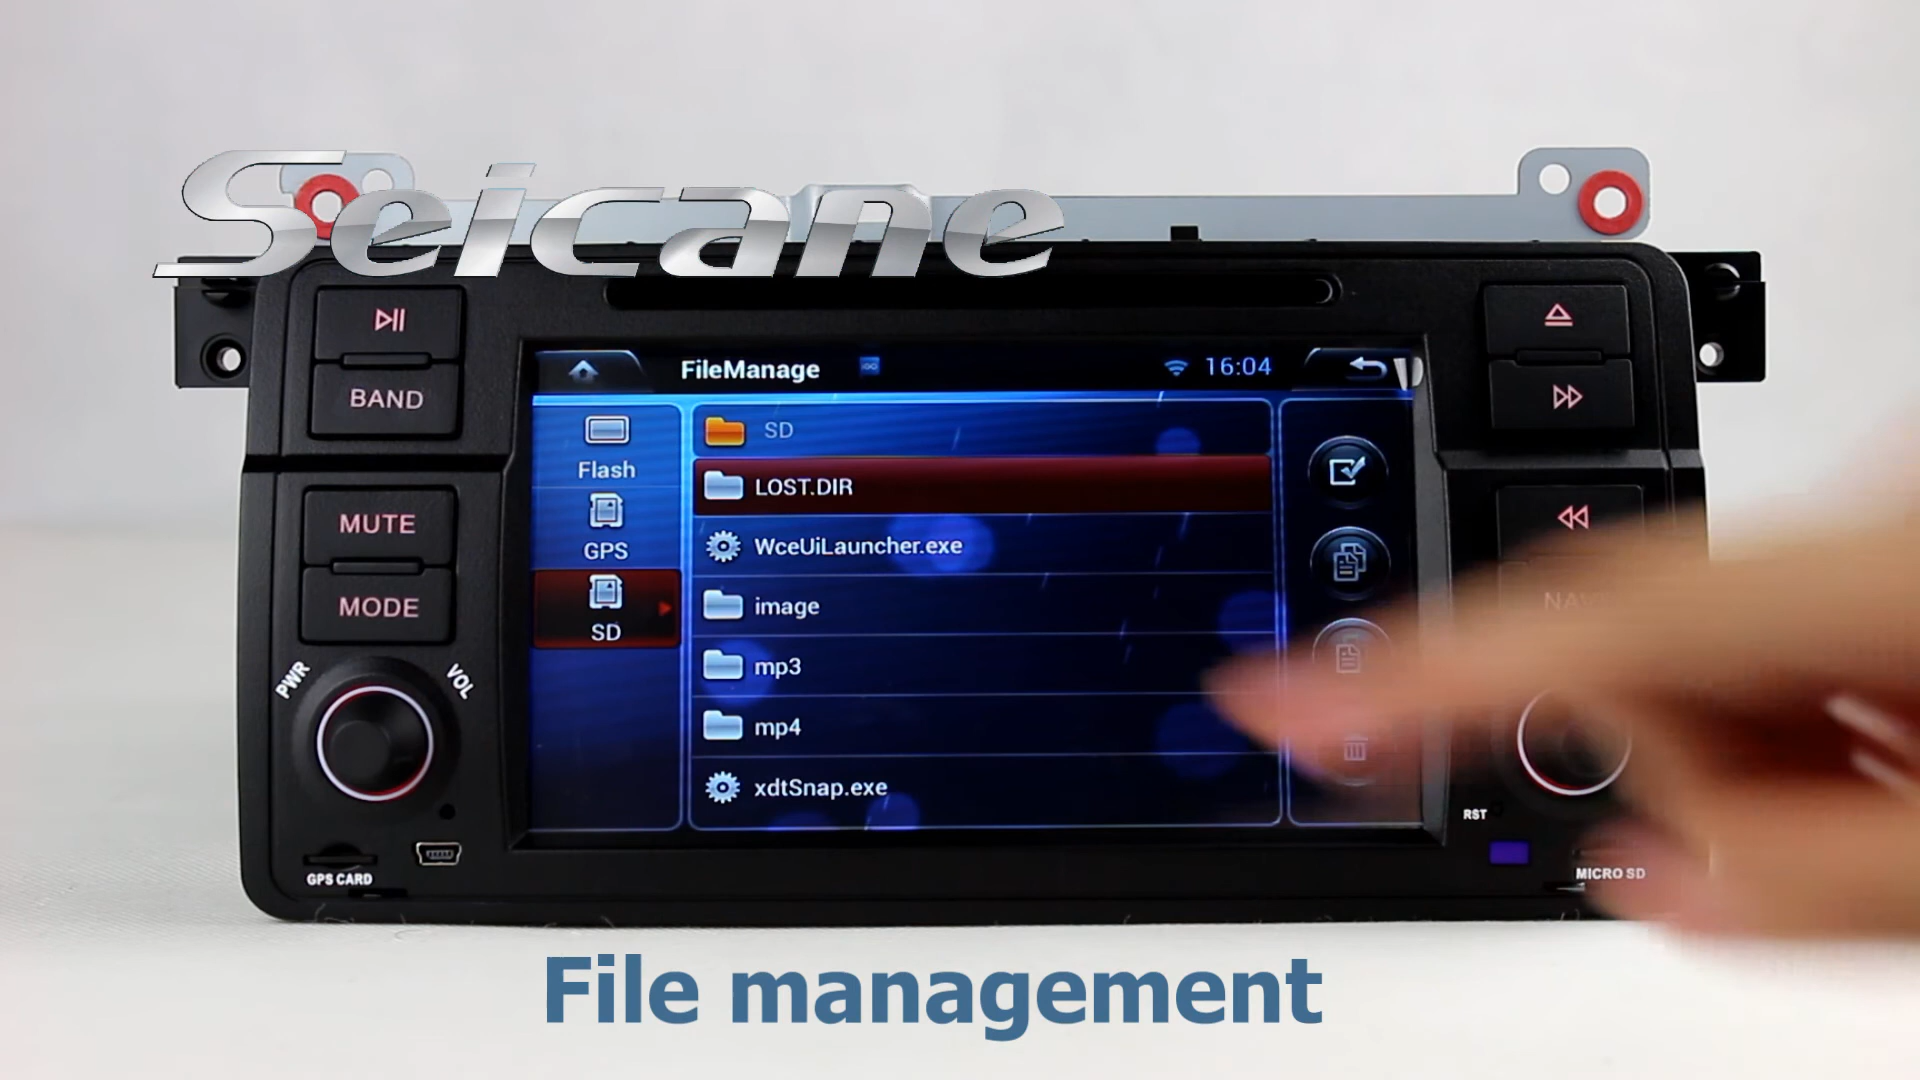 Seicane
BAND
MUTE
MODE
PWR
VOL
GPS CARD
FileManage
16:04
Flash
GPS
SD
SD
LOST.DIR
WceUiLauncher.exe
image
mp3
mp4
xdtSnap.exe
RST
MICRO SD
File management